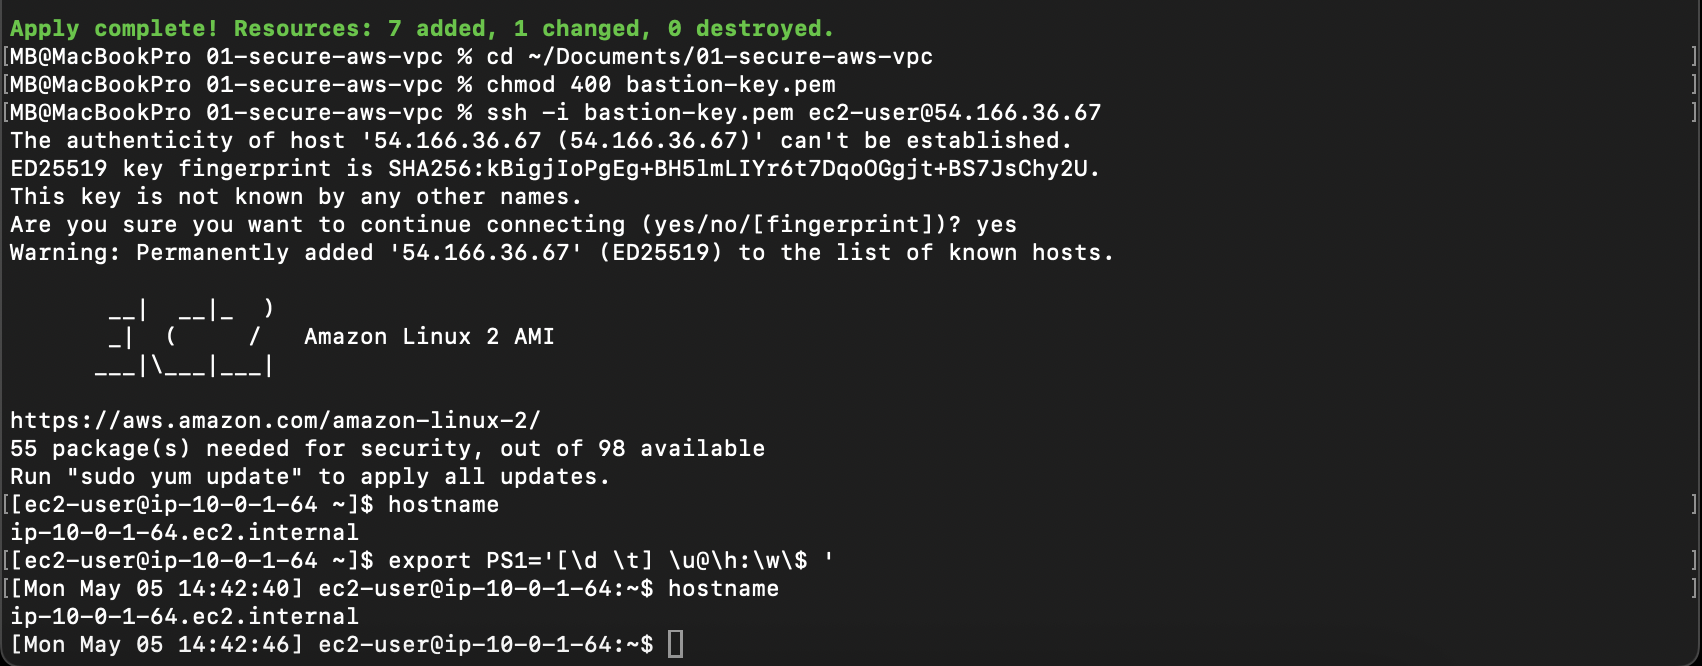 Apply complete! Resources: 7 added, 1 changed, 0 destroyed.
[MB@MacBookPro 01-secure-aws-vpc % cd ~/Documents/01-secure-aws-vpc ]
[MB@MacBookPro 01-secure-aws-vpc % chmod 400 bastion-key.pem ]
[MB@MacBookPro 01-secure-aws-vpc % ssh -i bastion-key.pem ec2-user@54.166.36.67 ]
The authenticity of host '54.166.36.67 (54.166.36.67)' can't be established.
ED25519 key fingerprint is SHA256:kBigjIoPgEg+BH5lmLIYr6t7DqoOGgjt+BS7JsChy2U.
This key is not known by any other names.
Are you sure you want to continue connecting (yes/no/[fingerprint])? yes
Warning: Permanently added '54.166.36.67' (ED25519) to the list of known hosts.
       __|  __|_  )
       _|  (     /   Amazon Linux 2 AMI
      ___|\___|___|
https://aws.amazon.com/amazon-linux-2/
55 package(s) needed for security, out of 98 available
Run "sudo yum update" to apply all updates.
[[ec2-user@ip-10-0-1-64 ~]$ hostname ]
ip-10-0-1-64.ec2.internal
[[ec2-user@ip-10-0-1-64 ~]$ export PS1='[\d \t] \u@\h:\w\$ ' ]
[[Mon May 05 14:42:40] ec2-user@ip-10-0-1-64:~$ hostname ]
ip-10-0-1-64.ec2.internal
[Mon May 05 14:42:46] ec2-user@ip-10-0-1-64:~$